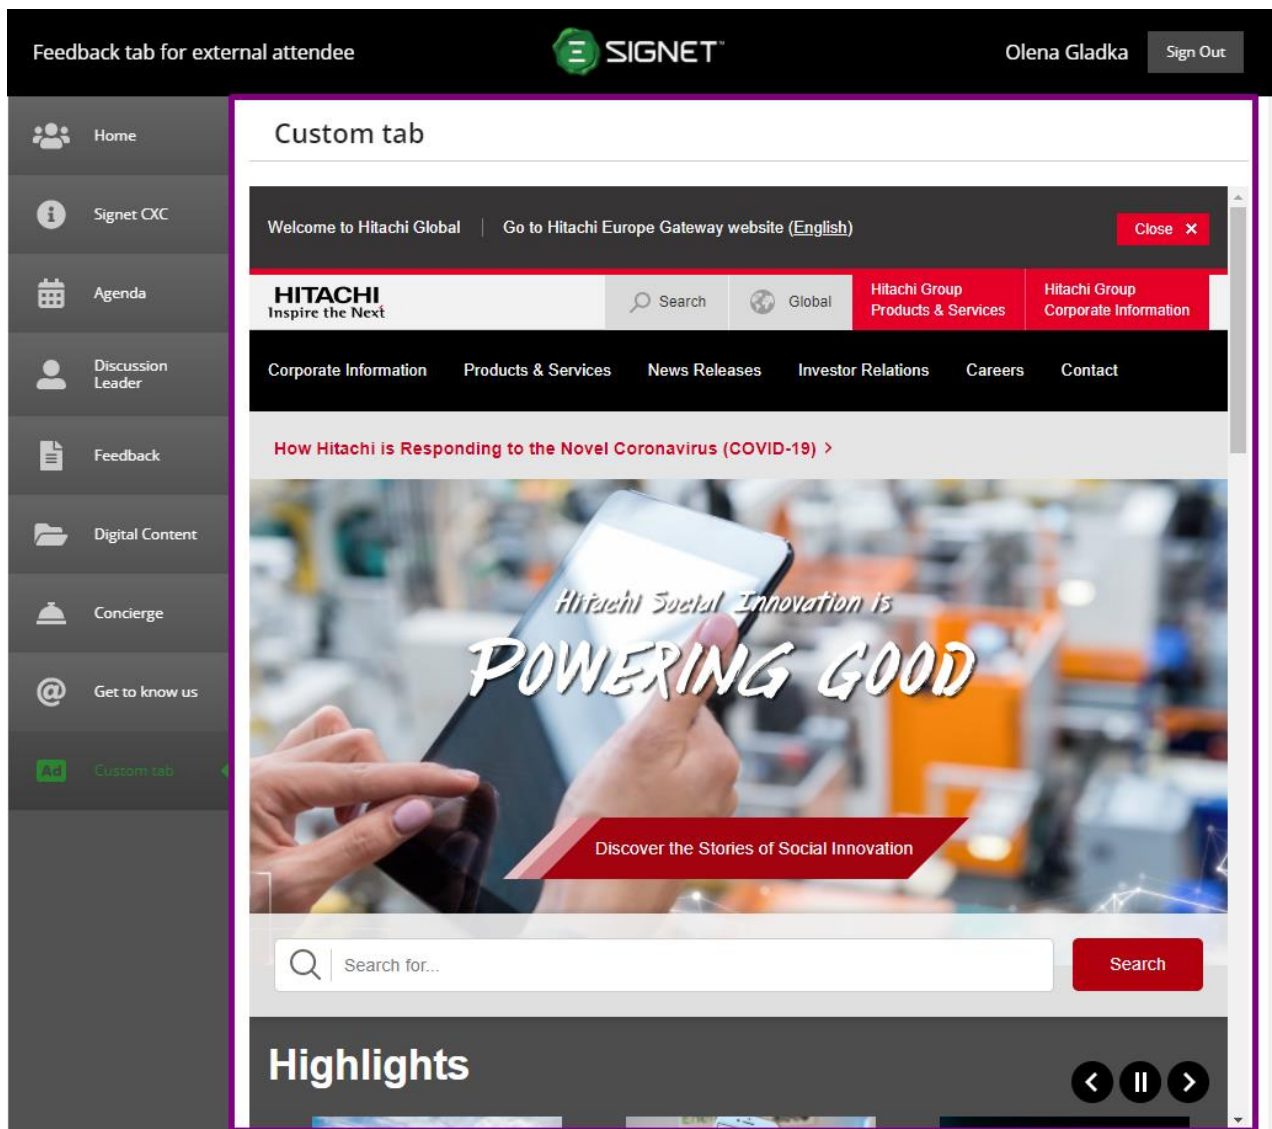 Feedback tab for external attendee
SIGNET™
Olena Gladka
Sign Out
Home
Signet CXC
Agenda
Discussion
Leader
Feedback
Digital Content
Concierge
Get to know us
Ad
Custom tab
Custom tab
Welcome to Hitachi Global
Go to Hitachi Europe Gateway website (English)
Close ×
HITACHI
Inspire the Next
Search
Global
Hitachi Group
Products & Services
Hitachi Group
Corporate Information
Corporate Information
Products & Services
News Releases
Investor Relations
Careers
Contact
How Hitachi is Responding to the Novel Coronavirus (COVID-19) >
Hitachi Social Innovation is
POWERING GOOD
Discover the Stories of Social Innovation
Search for...
Search
Highlights